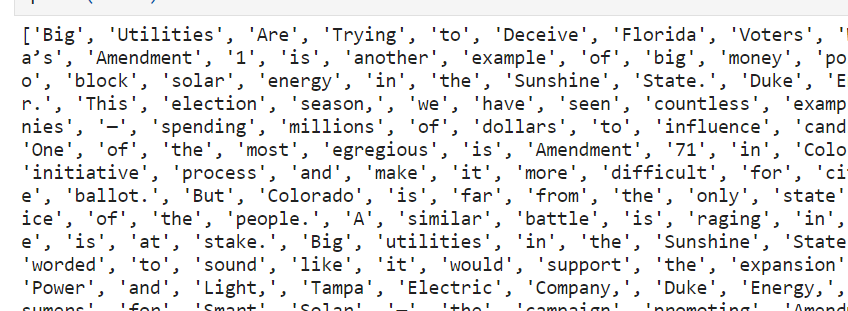 ['Big', 'Utilities', 'Are', 'Trying', 'to', 'Deceive', 'Florida', 'Voters',
a’s', 'Amendment', '1', 'is', 'another', 'example', 'of', 'big', 'money', 'po
o', 'block', 'solar', 'energy', 'in', 'the', 'Sunshine', 'State.', 'Duke', 'E
r.', 'This', 'election', 'season,', 'we', 'have', 'seen', 'countless', 'examp
nies', '—', 'spending', 'millions', 'of', 'dollars', 'to', 'influence', 'cand
'One', 'of', 'the', 'most', 'egregious', 'is', 'Amendment', '71', 'in', 'Colo
'initiative', 'process', 'and', 'make', 'it', 'more', 'difficult', 'for', 'ci
e', 'ballot.', 'But', 'Colorado', 'is', 'far', 'from', 'the', 'only', 'state'
ice', 'of', 'the', 'people.', 'A', 'similar', 'battle', 'is', 'raging', 'in',
e', 'is', 'at', 'stake.', 'Big', 'utilities', 'in', 'the', 'Sunshine', 'State
'worded', 'to', 'sound', 'like', 'it', 'would', 'support', 'the', 'expansion'
'Power', 'and', 'Light,', 'Tampa', 'Electric', 'Company,', 'Duke', 'Energy,',
sumers', 'for', 'Smart', 'Solar', '—', 'the', 'campaign', 'promoting', 'Amend